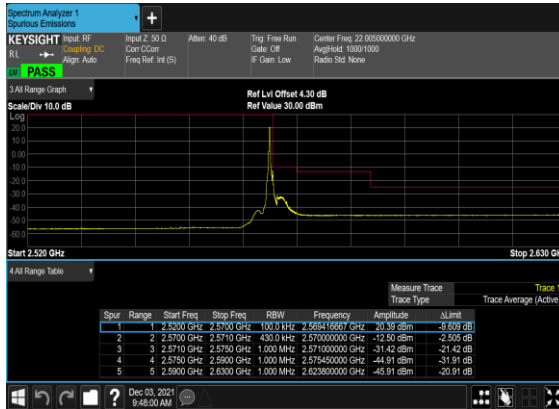 Spectrum Analyzer 1
Spurious Emissions
KEYSIGHT Input: RF Input Z: 50 Ω Atten: 40 dB Trig: Free Run Center Freq: 22.005000000 GHz
RL Coupling: DC Corr CCorr Gate: Off Avg|Hold: 1000/1000
Align: Auto Freq Ref: Int (S) IF Gain: Low Radio Std: None
PASS
3 All Range Graph
Ref Lvl Offset 4.30 dB
Scale/Div 10.0 dB Ref Value 30.00 dBm
Log
20.0
10.0
0.00
-10.0
-20.0
-30.0
-40.0
-50.0
-60.0
Start 2.520 GHz Stop 2.630 GH
4 All Range Table
Measure Trace Trace 1
Trace Type Trace Average (Active
Spur Range Start Freq Stop Freq RBW Frequency Amplitude ΔLimit
1 1 2.5200 GHz 2.5700 GHz 100.0 kHz 2.569416667 GHz 20.39 dBm -9.609 dB
2 2 2.5700 GHz 2.5710 GHz 430.0 kHz 2.570000000 GHz -12.50 dBm -2.505 dB
3 3 2.5710 GHz 2.5750 GHz 1.000 MHz 2.571000000 GHz -31.42 dBm -21.42 dB
4 4 2.5750 GHz 2.5900 GHz 1.000 MHz 2.575450000 GHz -44.91 dBm -31.91 dB
5 5 2.5900 GHz 2.6300 GHz 1.000 MHz 2.623800000 GHz -45.91 dBm -20.91 dB
Dec 03, 2021
9:48:00 AM